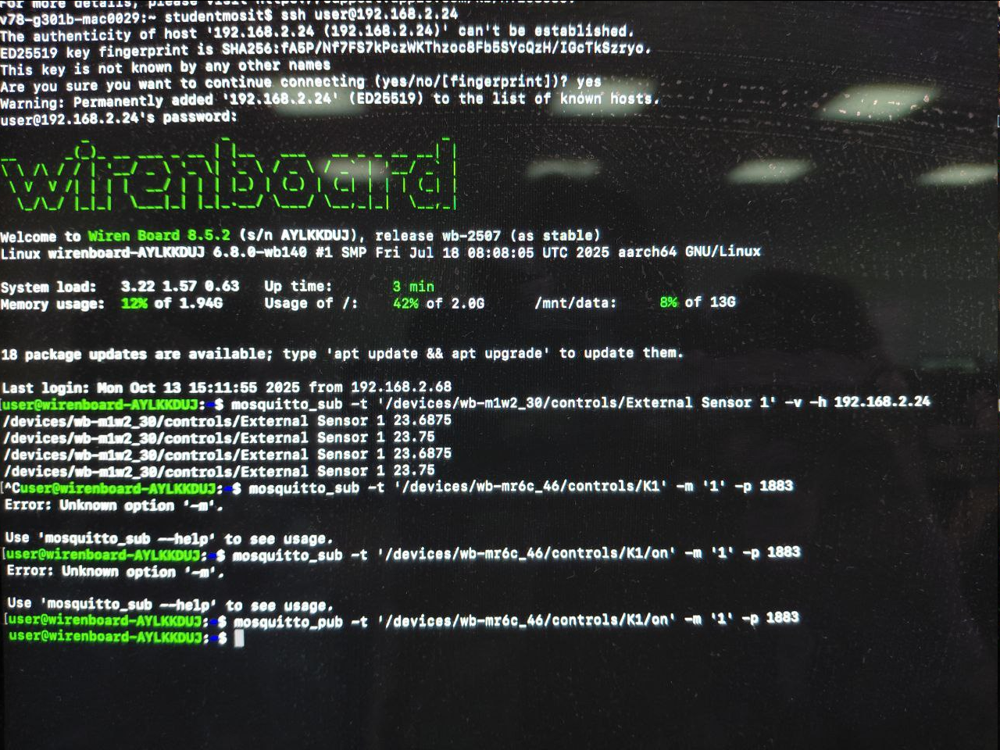 For more details, please visit
v78-g301b-mac0029:~ studentmosit$ ssh user@192.168.2.24
The authenticity of host '192.168.2.24 (192.168.2.24)' can't be established.
ED25519 key fingerprint is SHA256:fA5P/Nf7FS7kPczWKThzoo8Fb5SYcQzH/IGcTkSzryo.
This key is not known by any other names
Are you sure you want to continue connecting (yes/no/[fingerprint])? yes
Warning: Permanently added '192.168.2.24' (ED25519) to the list of known hosts.
user@192.168.2.24's password:
wirenboard
Welcome to Wiren Board 8.5.2 (s/n AYLKKDUJ), release wb-2507 (as stable)
Linux wirenboard-AYLKKDUJ 6.8.0-wb140 #1 SMP Fri Jul 18 08:08:05 UTC 2025 aarch64 GNU/Linux
System load: 3.22 1.57 0.63 Up time: 3 min
Memory usage: 12% of 1.94G Usage of /: 42% of 2.0G /mnt/data: 8% of 13G
18 package updates are available; type 'apt update && apt upgrade' to update them.
Last login: Mon Oct 13 15:11:55 2025 from 192.168.2.68
[user@wirenboard-AYLKKDUJ:~$ mosquitto_sub -t '/devices/wb-m1w2_30/controls/External Sensor 1' -v -h 192.168.2.24
/devices/wb-m1w2_30/controls/External Sensor 1 23.6875
/devices/wb-m1w2_30/controls/External Sensor 1 23.75
/devices/wb-m1w2_30/controls/External Sensor 1 23.6875
/devices/wb-m1w2_30/controls/External Sensor 1 23.75
[^Cuser@wirenboard-AYLKKDUJ:~$ mosquitto_sub -t '/devices/wb-mr6c_46/controls/K1' -m '1' -p 1883
Error: Unknown option '-m'.
Use 'mosquitto_sub --help' to see usage.
[user@wirenboard-AYLKKDUJ:~$ mosquitto_sub -t '/devices/wb-mr6c_46/controls/K1/on' -m '1' -p 1883
Error: Unknown option '-m'.
Use 'mosquitto_sub --help' to see usage.
[user@wirenboard-AYLKKDUJ:~$ mosquitto_pub -t '/devices/wb-mr6c_46/controls/K1/on' -m '1' -p 1883
user@wirenboard-AYLKKDUJ:~$